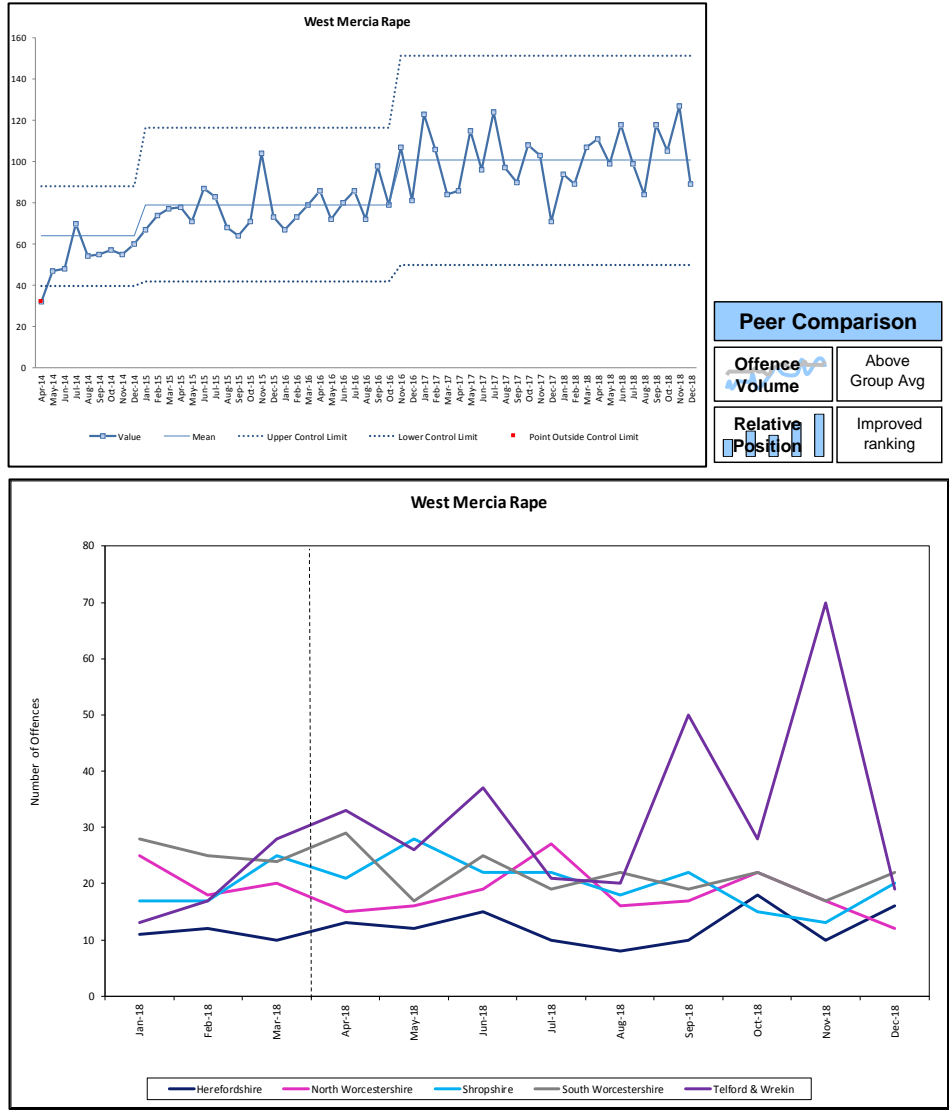 West Mercia Rape
160
140
120
100
80
60
40
20
0
Apr-14 May-14 Jun-14 Jul-14 Aug-14 Sep-14 Oct-14 Nov-14 Dec-14 Jan-15 Feb-15 Mar-15 Apr-15 May-15 Jun-15 Jul-15 Aug-15 Sep-15 Oct-15 Nov-15 Dec-15 Jan-16 Feb-16 Mar-16 Apr-16 May-16 Jun-16 Jul-16 Aug-16 Sep-16 Oct-16 Nov-16 Dec-16 Jan-17 Feb-17 Mar-17 Apr-17 May-17 Jun-17 Jul-17 Aug-17 Sep-17 Oct-17 Nov-17 Dec-17 Jan-18 Feb-18 Mar-18 Apr-18 May-18 Jun-18 Jul-18 Aug-18 Sep-18 Oct-18 Nov-18 Dec-18
Value Mean Upper Control Limit Lower Control Limit Point Outside Control Limit
Peer Comparison
Offence
Volume
Above
Group Avg
Relative
Position
Improved
ranking
West Mercia Rape
Number of Offences
80
70
60
50
40
30
20
10
0
Jan-18 Feb-18 Mar-18 Apr-18 May-18 Jun-18 Jul-18 Aug-18 Sep-18 Oct-18 Nov-18 Dec-18
Herefordshire North Worcestershire Shropshire South Worcestershire Telford & Wrekin